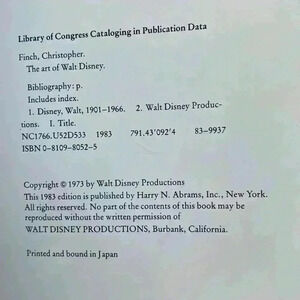 Library of Congress Cataloging in Publication Data
Finch, Christopher.
The art of Walt Disney.
Bibliography: p.
Includes index.
1. Disney, Walt, 1901–1966. 2. Walt Disney Produc-
tions. I. Title.
NC1766.U52D533 1983 791.43′092′4 83–9937
ISBN 0–8109–8052–5
Copyright © 1973 by Walt Disney Productions
This 1983 edition is published by Harry N. Abrams, Inc., New York.
All rights reserved. No part of the contents of this book may be
reproduced without the written permission of
WALT DISNEY PRODUCTIONS, Burbank, California.
Printed and bound in Japan